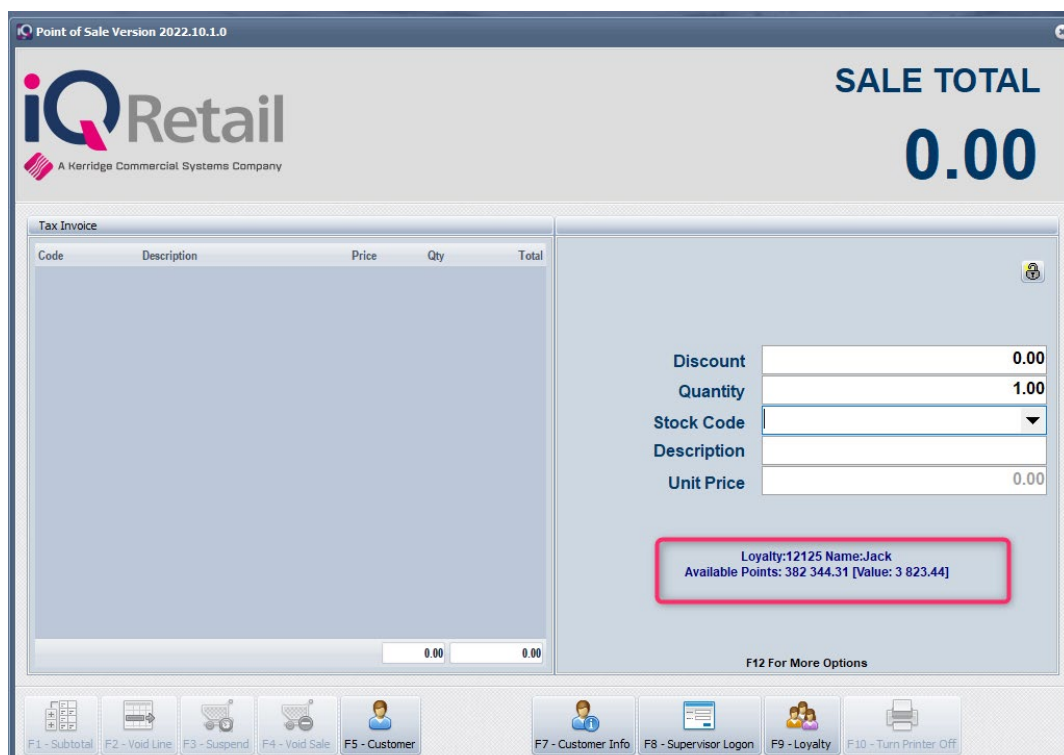 Point of Sale Version 2022.10.1.0
iQ Retail
A Kerridge Commercial Systems Company
SALE TOTAL
0.00
Tax Invoice
Code Description Price Qty Total
Discount 0.00
Quantity 1.00
Stock Code
Description
Unit Price 0.00
Loyalty:12125 Name:Jack
Available Points: 382 344.31 [Value: 3 823.44]
0.00 0.00
F12 For More Options
F1 - Subtotal F2 - Void Line F3 - Suspend F4 - Void Sale F5 - Customer F7 - Customer Info F8 - Supervisor Logon F9 - Loyalty F10 - Turn Printer Off